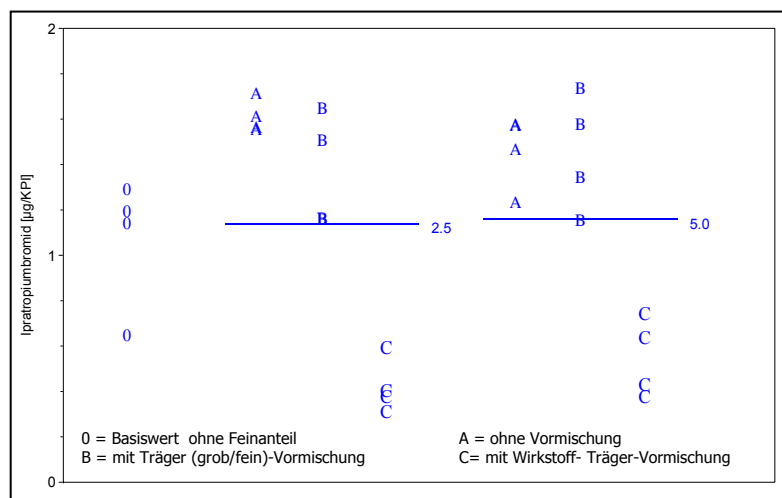 2
A
B
A
B
A
A
A
B
B
A
0
B
0
A
0
B
B
2.5
5.0
1
Ipratropiumbromid [µg/KPI]
0
C
C
C
C
C
C
C
C
0 = Basiswert ohne Feinanteil
A = ohne Vormischung
B = mit Träger (grob/fein)-Vormischung
C= mit Wirkstoff- Träger-Vormischung
0